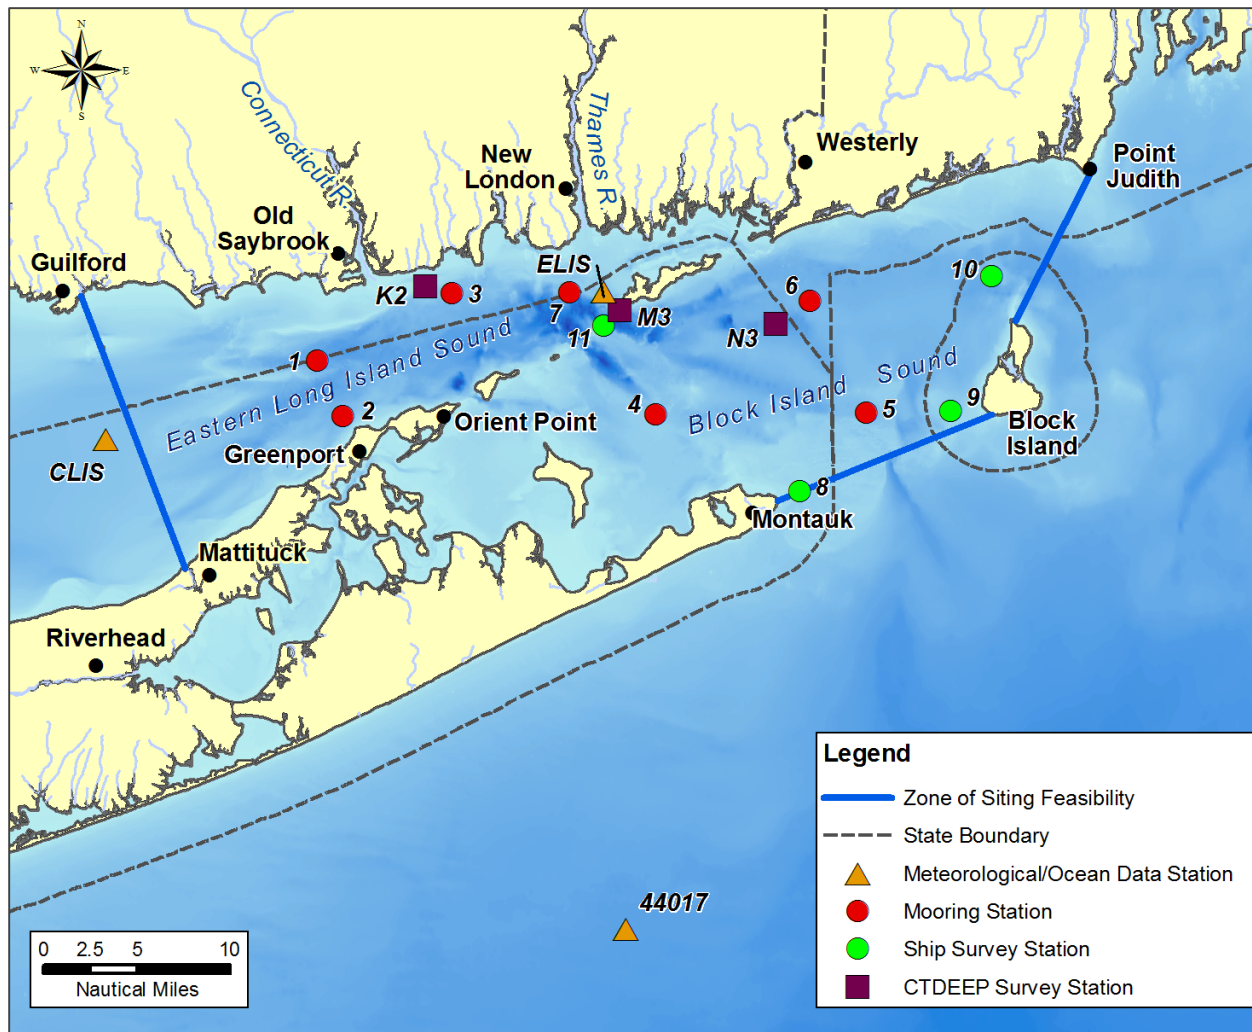 N
W
E
S
Connecticut R.
Thames R.
Westerly
New
London
Point
Judith
Old
Saybrook
Guilford
ELIS
10
K2
3
6
7
M3
11
N3
1
Eastern Long Island Sound
Block Island Sound
2
4
5
9
Orient Point
Block
Island
CLIS
Greenport
8
Montauk
Mattituck
Riverhead
Legend
Zone of Siting Feasibility
State Boundary
Meteorological/Ocean Data Station
44017
Mooring Station
0 2.5 5 10
Ship Survey Station
Nautical Miles
CTDEEP Survey Station